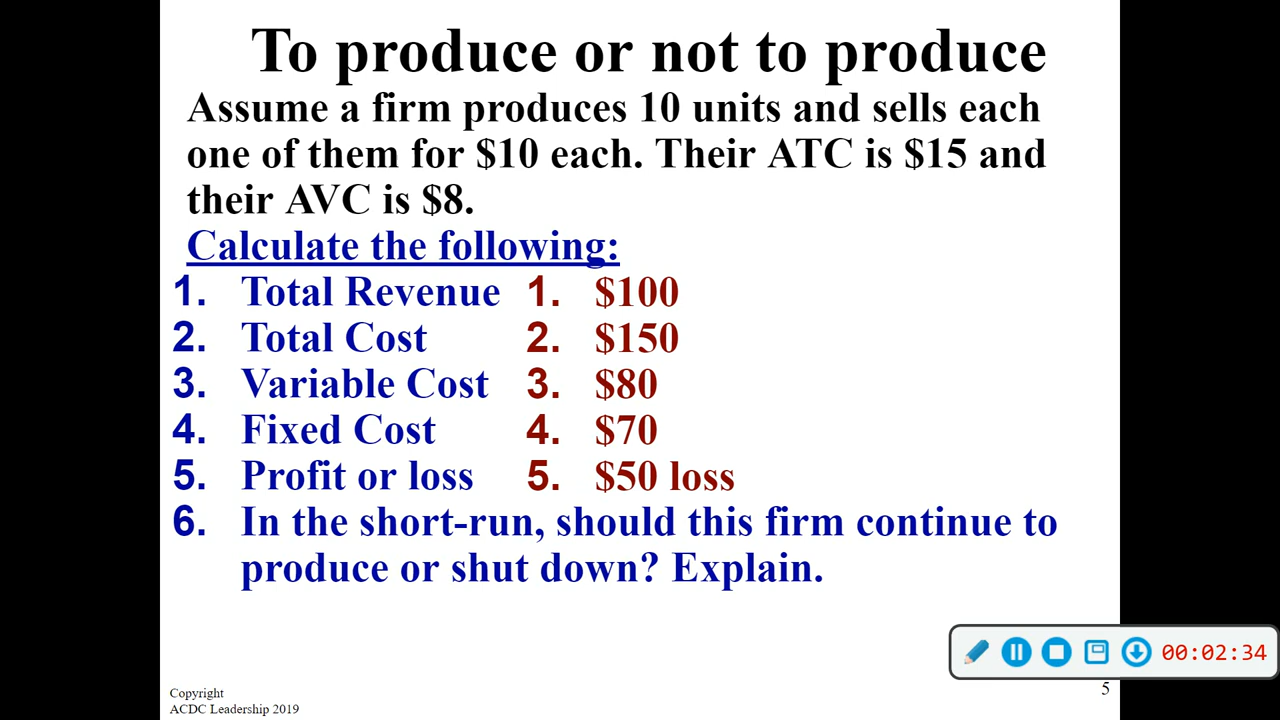 To produce or not to produce
Assume a firm produces 10 units and sells each
one of them for $10 each. Their ATC is $15 and
their AVC is $8.
Calculate the following:
1. Total Revenue 1. $100
2. Total Cost 2. $150
3. Variable Cost 3. $80
4. Fixed Cost 4. $70
5. Profit or loss 5. $50 loss
6. In the short-run, should this firm continue to
produce or shut down? Explain.
00:02:34
5
Copyright
ACDC Leadership 2019